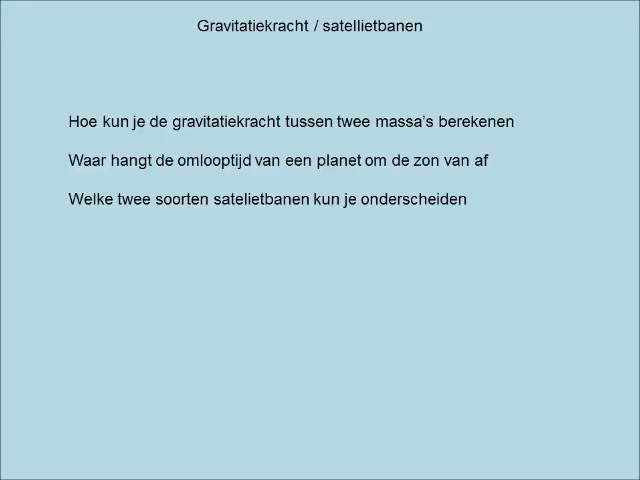 Gravitatiekracht / satellietbanen
Hoe kun je de gravitatiekracht tussen twee massa's berekenen
Waar hangt de omlooptijd van een planet om de zon van af
Welke twee soorten satelietbanen kun je onderscheiden